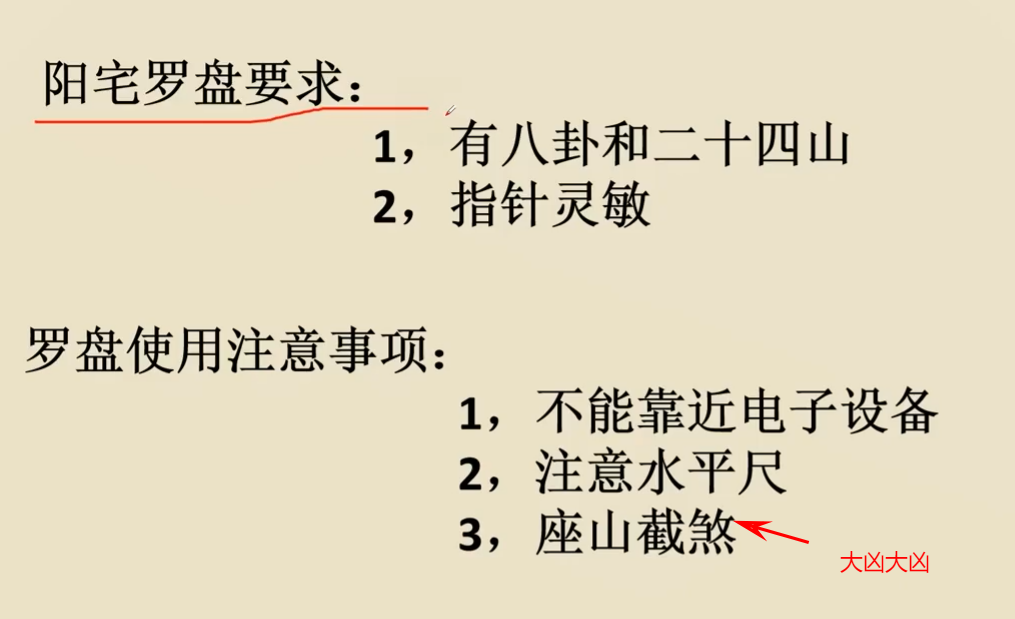 阳宅罗盘要求：
1，有八卦和二十四山
2，指针灵敏
罗盘使用注意事项：
1，不能靠近电子设备
2，注意水平尺
3，座山截煞
大凶大凶